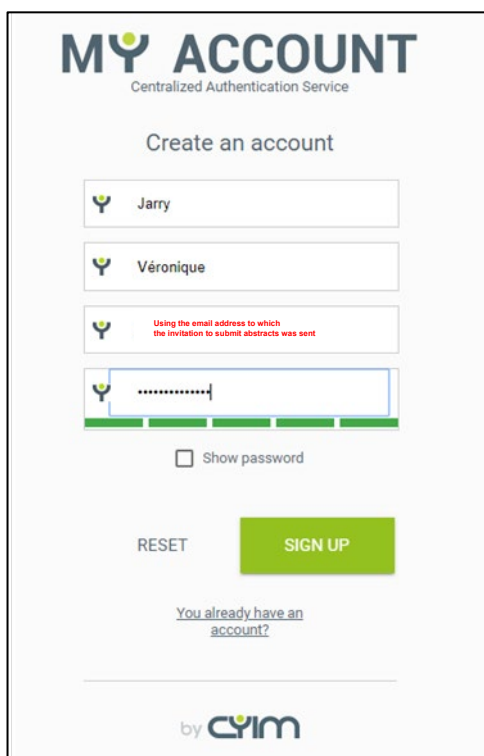 MY ACCOUNT
Centralized Authentication Service
Create an account
Jarry
Véronique
Using the email address to which
the invitation to submit abstracts was sent
••••••••••••••
Show password
RESET
SIGN UP
You already have an
account?
by CYIM